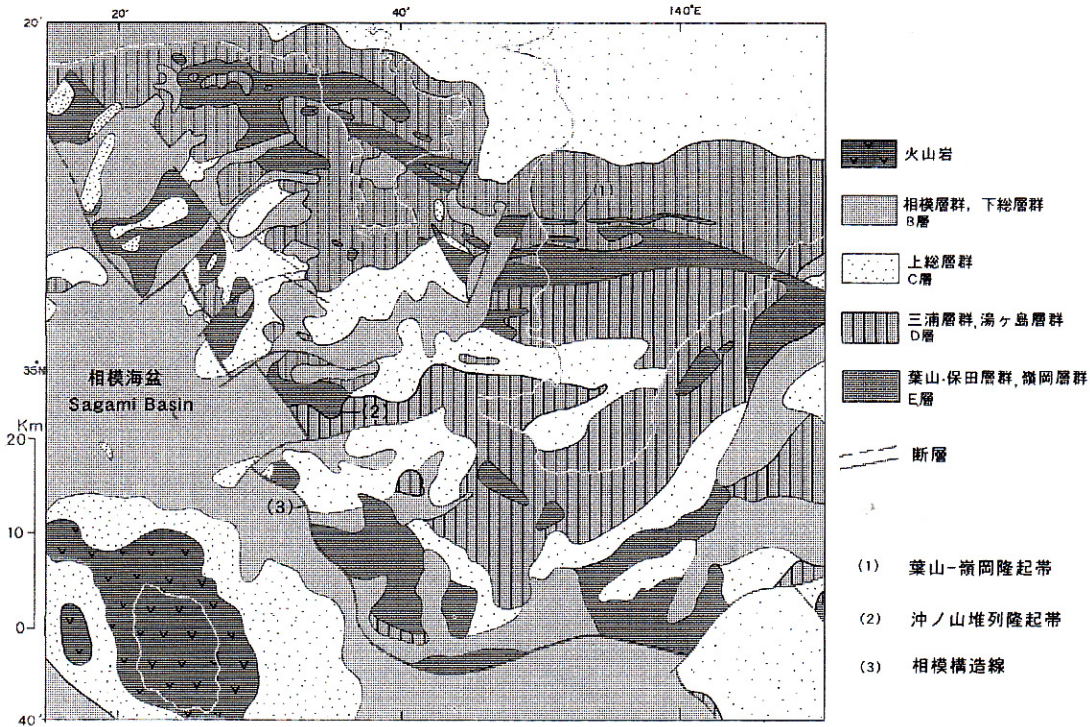 20'
40'
140°E
20'
(1)
35°N
相模海盆
Sagami Basin
(2)
Km
20
(3)
10
0
40'
火山岩
相模層群, 下総層群
B層
上総層群
C層
三浦層群, 湯ヶ島層群
D層
葉山-保田層群, 嶺岡層群
E層
断層
(1) 葉山-嶺岡隆起帯
(2) 沖ノ山堆列隆起帯
(3) 相模構造線